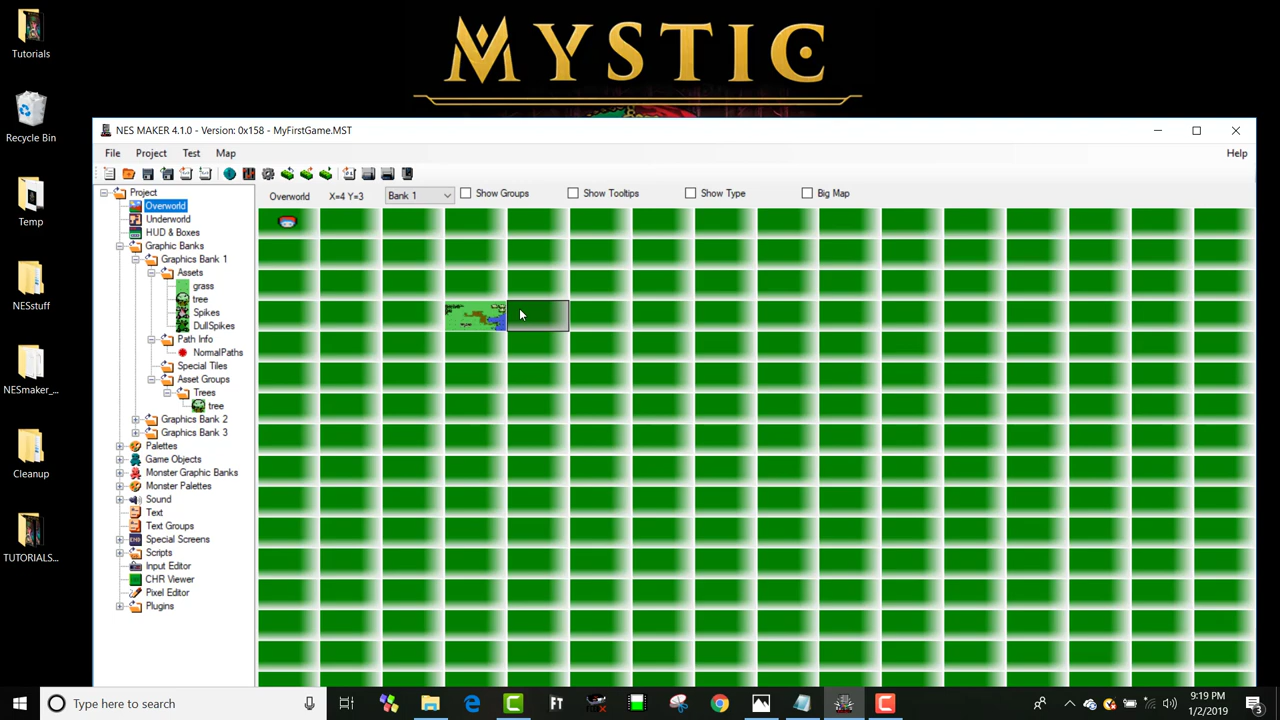 MYSTIC
Tutorials
Recycle Bin
Temp
NESstuff
NESmaker_...
Cleanup
TUTORIALS...
NES MAKER 4.1.0 - Version: 0x158 - MyFirstGame.MST
File Project Test Map Help
Overworld X=4 Y=3 Bank 1 Show Groups Show Tooltips Show Type Big Map
Project
Overworld
Underworld
HUD & Boxes
Graphic Banks
Graphics Bank 1
Assets
grass
tree
Spikes
DullSpikes
Path Info
NormalPaths
Special Tiles
Asset Groups
Trees
tree
Graphics Bank 2
Graphics Bank 3
Palettes
Game Objects
Monster Graphic Banks
Monster Palettes
Sound
Text
Text Groups
Special Screens
Scripts
Input Editor
CHR Viewer
Pixel Editor
Plugins
Type here to search
9:19 PM
1/2/2019
3